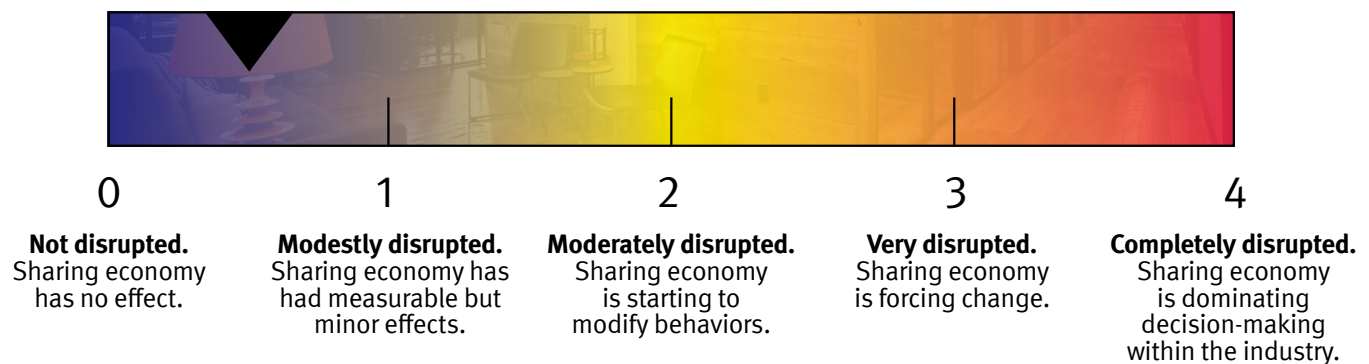 0
Not disrupted.
Sharing economy
has no effect.
1
Modestly disrupted.
Sharing economy has
had measurable but
minor effects.
2
Moderately disrupted.
Sharing economy
is starting to
modify behaviors.
3
Very disrupted.
Sharing economy
is forcing change.
4
Completely disrupted.
Sharing economy
is dominating
decision-making
within the industry.